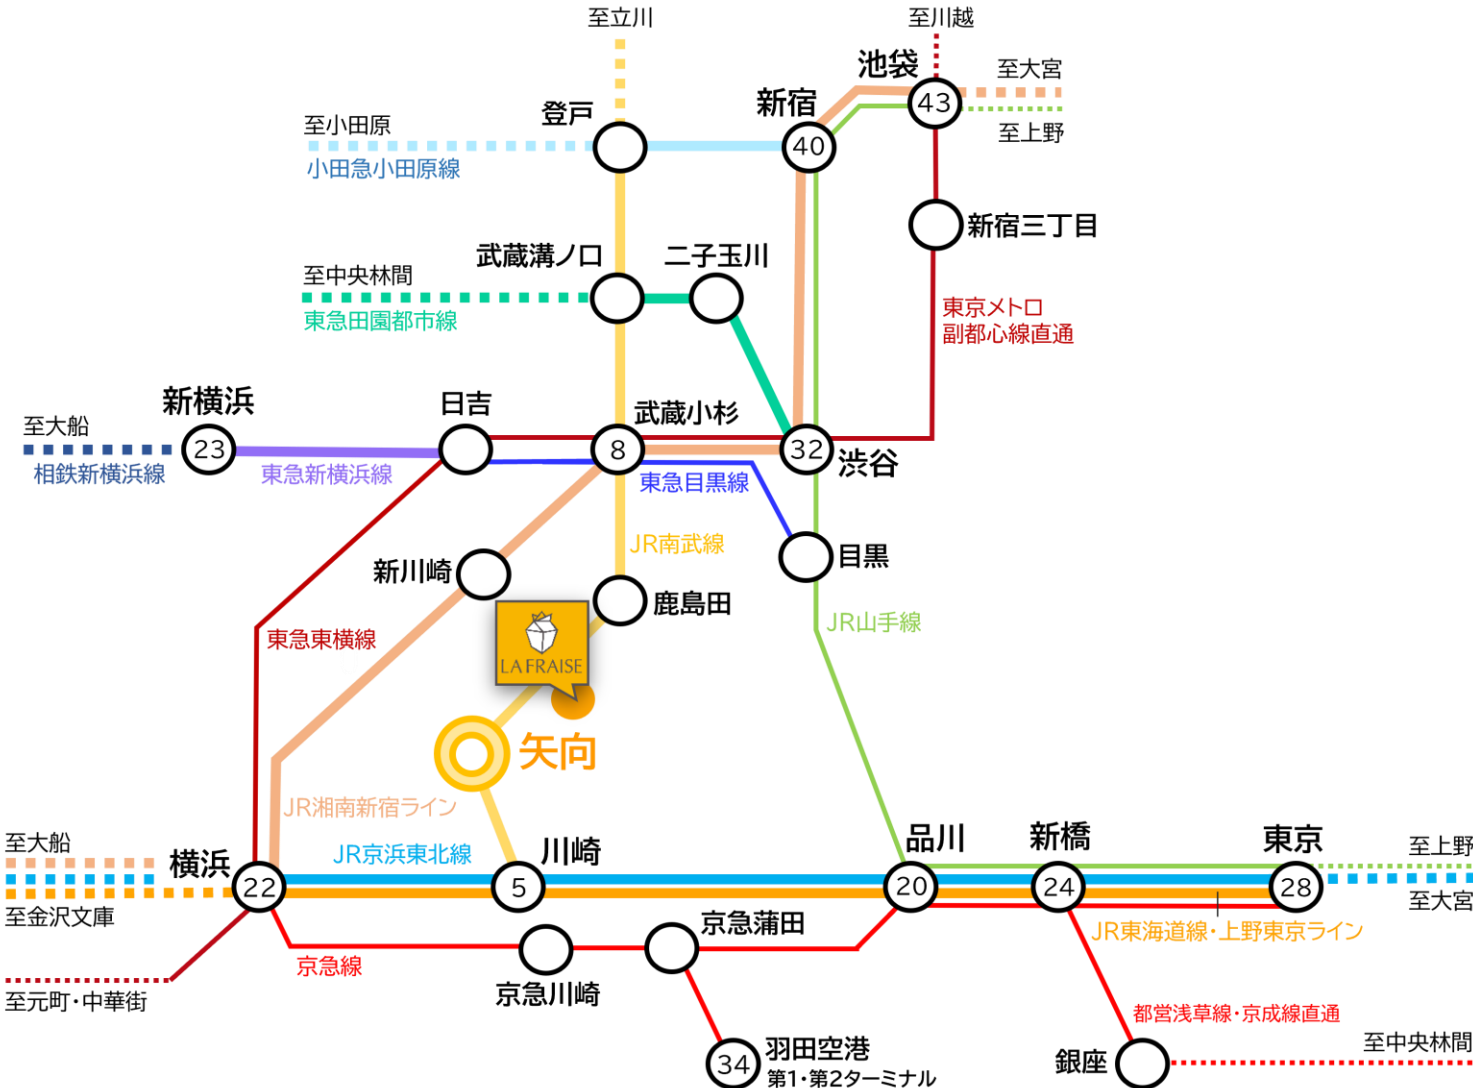 至立川
至川越
池袋
43
至大宮
至上野
新宿
40
登戸
至小田原
小田急小田原線
新宿三丁目
武蔵溝ノ口
二子玉川
至中央林間
東急田園都市線
東京メトロ
副都心線直通
新横浜
23
日吉
武蔵小杉
8
32
渋谷
至大船
相鉄新横浜線
東急新横浜線
東急目黒線
JR南武線
目黒
新川崎
鹿島田
JR山手線
東急東横線
LA FRAISE
矢向
JR湘南新宿ライン
至大船
横浜
22
JR京浜東北線
川崎
5
品川
20
新橋
24
東京
28
至上野
至大宮
至金沢文庫
JR東海道線・上野東京ライン
京急蒲田
京急線
京急川崎
至元町・中華街
都営浅草線・京成線直通
34
羽田空港
第1・第2ターミナル
銀座
至中央林間